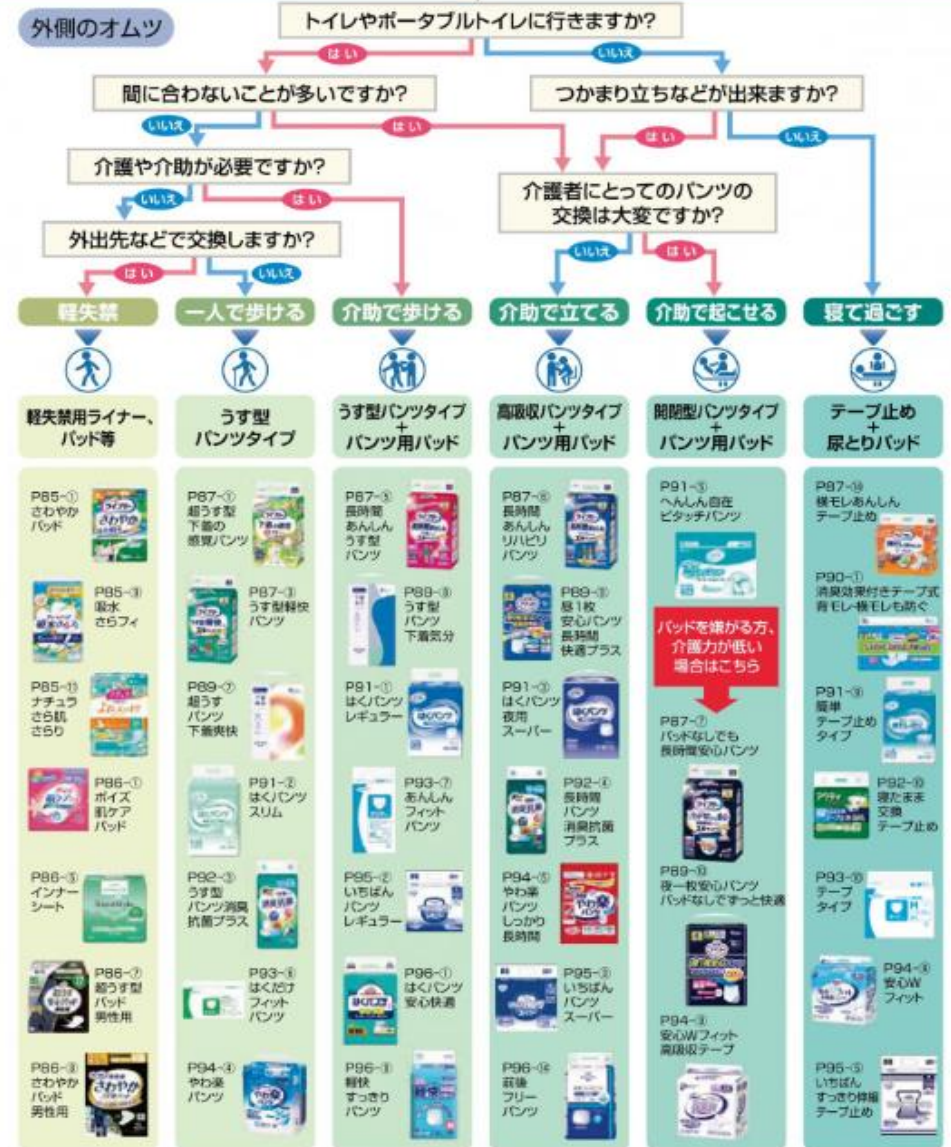 外側のオムツ
トイレやポータブルトイレに行きますか?
はい
いいえ
間に合わないことが多いですか?
つかまり立ちなどが出来ますか?
いいえ
はい
はい
いいえ
介護や介助が必要ですか?
介護者にとってのパンツの
交換は大変ですか?
いいえ
はい
外出先などで交換しますか?
いいえ
はい
はい
いいえ
軽失禁
一人で歩ける
介助で歩ける
介助で立てる
介助で起こせる
寝て過ごす
軽失禁用ライナー、
パッド等
うす型
パンツタイプ
うす型パンツタイプ
+
パンツ用パッド
高吸収パンツタイプ
+
パンツ用パッド
開閉型パンツタイプ
+
パンツ用パッド
テープ止め
+
尿とりパッド
P85-①
さわやか
パッド
P85-③
吸水
さらフィ
P85-⑪
ナチュラ
さら肌
さらり
P86-①
ポイズ
肌ケア
パッド
P86-⑤
インナー
シート
P86-⑦
超うす型
パッド
男性用
P86-⑧
さわやか
パッド
男性用
P87-①
超うす型
下着の
感覚パンツ
P87-③
うす型軽快
パンツ
P89-⑦
超うす
パンツ
下着爽快
P91-②
はくパンツ
スリム
P92-③
うす型
パンツ消臭
抗菌プラス
P93-⑥
はくだけ
フィット
パンツ
P94-④
やわ楽
パンツ
P87-⑤
長時間
あんしん
うす型
パンツ
うす型
パンツ
下着気分
P91-①
はくパンツ
レギュラー
P93-⑦
あんしん
フィット
パンツ
P95-②
いちばん
パンツ
レギュラー
P96-①
はくパンツ
安心快適
軽快
すっきり
パンツ
P87-⑥
長時間
あんしん
リハビリ
パンツ
昼1枚
安心パンツ
長時間
快適プラス
P91-③
はくパンツ
夜用
スーパー
P92-④
長時間
パンツ
消臭抗菌
プラス
P94-⑤
やわ楽
パンツ
しっかり
長時間
P95-③
いちばん
パンツ
スーパー
前後
フリー
パンツ
P91-⑤
へんしん自在
ピタッチパンツ
パッドを嫌がる方、
介護力が低い
場合はこちら
P87-⑦
パッドなしでも
長時間安心パンツ
P89-⑩
夜一枚安心パンツ
パッドなしでずっと快適
安心Wフィット
高吸収テープ
P87-⑭
横モレあんしん
テープ止め
P90-①
消臭効果付きテープ式
背モレ・横モレも防ぐ
P91-⑨
簡単
テープ止め
タイプ
P92-⑩
寝たまま
交換
テープ止め
P93-⑩
テープ
タイプ
安心W
フィット
P95-⑤
いちばん
すっきり伸縮
テープ止め